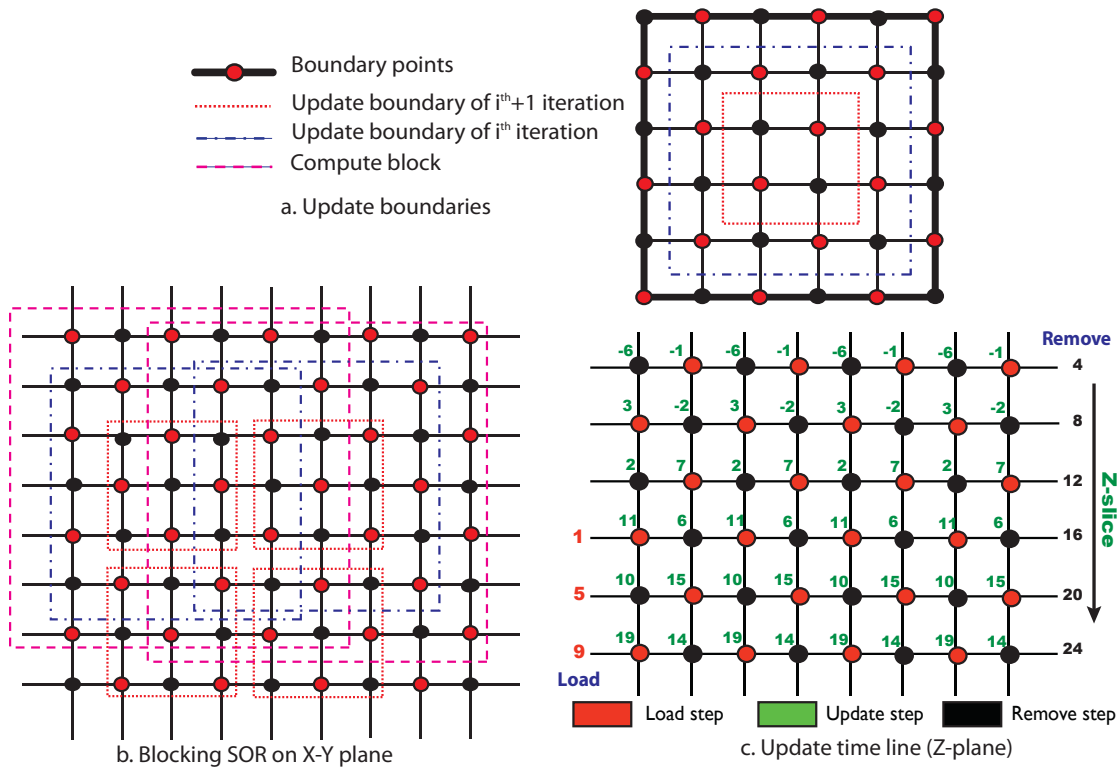 Boundary points
Update boundary of iᵗʰ+1 iteration
Update boundary of iᵗʰ iteration
Compute block
a. Update boundaries
Remove
-6 -1 -6 -1 -6 -1 -6 -1 4
3 -2 3 -2 3 -2 3 -2 8
2 7 2 7 2 7 2 7 12
1 11 6 11 6 11 6 11 6 16
5 10 15 10 15 10 15 10 15 20
9 19 14 19 14 19 14 19 14 24
Z-slice
Load
Load step Update step Remove step
b. Blocking SOR on X-Y plane
c. Update time line (Z-plane)